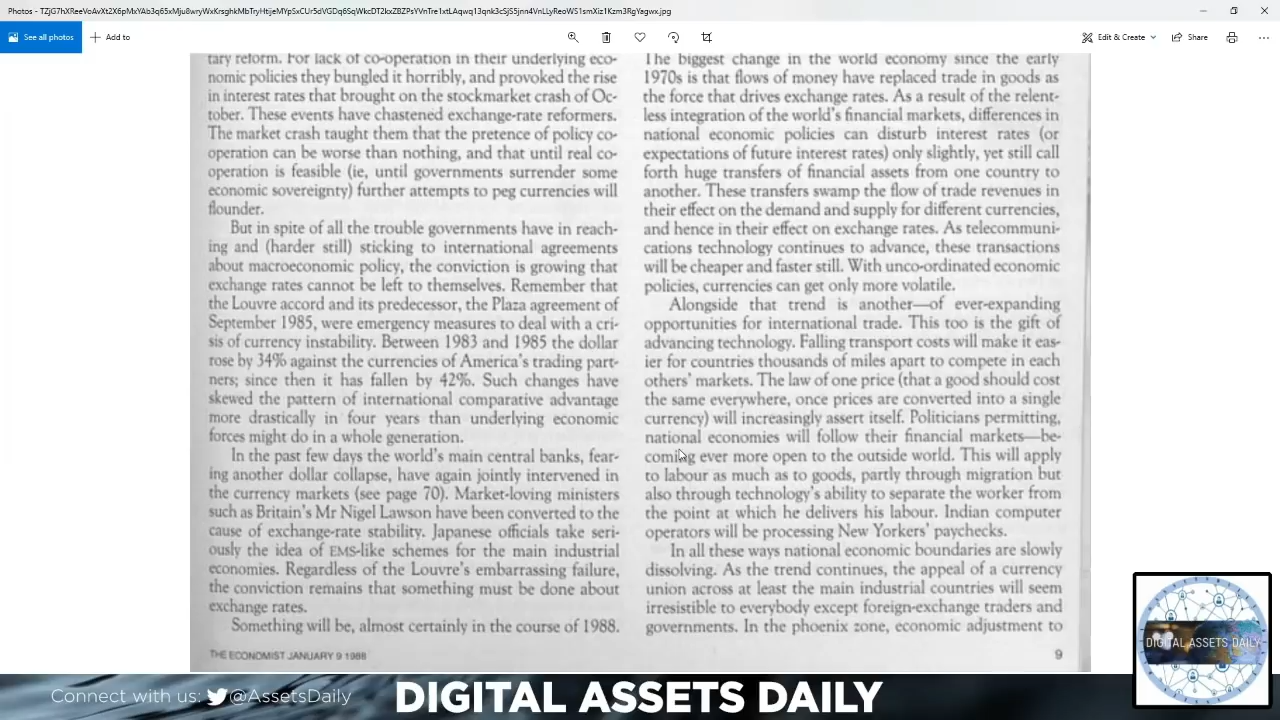 Photos - TZjG7hXReeVoAvXt2X6pMxYAb3q65xMju8wryWxKrsghkMbTryHtijeMYpSxCUr5dVGDq6SqWkcDT2kxZBZPsYVnTre1xtLAqwq13qnk3cSjS5jnn4VnLLyReoWS1smXiz1Kzm3RgYagwx.jpg
See all photos
Add to
Edit & Create
Share
tary reform. For lack of co-operation in their underlying eco-
nomic policies they bungled it horribly, and provoked the rise
in interest rates that brought on the stockmarket crash of Oc-
tober. These events have chastened exchange-rate reformers.
The market crash taught them that the pretence of policy co-
operation can be worse than nothing, and that until real co-
operation is feasible (ie, until governments surrender some
economic sovereignty) further attempts to peg currencies will
flounder.
But in spite of all the trouble governments have in reach-
ing and (harder still) sticking to international agreements
about macroeconomic policy, the conviction is growing that
exchange rates cannot be left to themselves. Remember that
the Louvre accord and its predecessor, the Plaza agreement of
September 1985, were emergency measures to deal with a cri-
sis of currency instability. Between 1983 and 1985 the dollar
rose by 34% against the currencies of America's trading part-
ners; since then it has fallen by 42%. Such changes have
skewed the pattern of international comparative advantage
more drastically in four years than underlying economic
forces might do in a whole generation.
In the past few days the world's main central banks, fear-
ing another dollar collapse, have again jointly intervened in
the currency markets (see page 70). Market-loving ministers
such as Britain's Mr Nigel Lawson have been converted to the
cause of exchange-rate stability. Japanese officials take seri-
ously the idea of EMS-like schemes for the main industrial
economies. Regardless of the Louvre's embarrassing failure,
the conviction remains that something must be done about
exchange rates.
Something will be, almost certainly in the course of 1988.
THE ECONOMIST JANUARY 9 1988
The biggest change in the world economy since the early
1970s is that flows of money have replaced trade in goods as
the force that drives exchange rates. As a result of the relent-
less integration of the world's financial markets, differences in
national economic policies can disturb interest rates (or
expectations of future interest rates) only slightly, yet still call
forth huge transfers of financial assets from one country to
another. These transfers swamp the flow of trade revenues in
their effect on the demand and supply for different currencies,
and hence in their effect on exchange rates. As telecommuni-
cations technology continues to advance, these transactions
will be cheaper and faster still. With unco-ordinated economic
policies, currencies can get only more volatile.
Alongside that trend is another—of ever-expanding
opportunities for international trade. This too is the gift of
advancing technology. Falling transport costs will make it eas-
ier for countries thousands of miles apart to compete in each
others' markets. The law of one price (that a good should cost
the same everywhere, once prices are converted into a single
currency) will increasingly assert itself. Politicians permitting,
national economies will follow their financial markets—be-
coming ever more open to the outside world. This will apply
to labour as much as to goods, partly through migration but
also through technology's ability to separate the worker from
the point at which he delivers his labour. Indian computer
operators will be processing New Yorkers' paychecks.
In all these ways national economic boundaries are slowly
dissolving. As the trend continues, the appeal of a currency
union across at least the main industrial countries will seem
irresistible to everybody except foreign-exchange traders and
governments. In the phoenix zone, economic adjustment to
9
DIGITAL ASSETS DAILY
Connect with us: @AssetsDaily
DIGITAL ASSETS DAILY